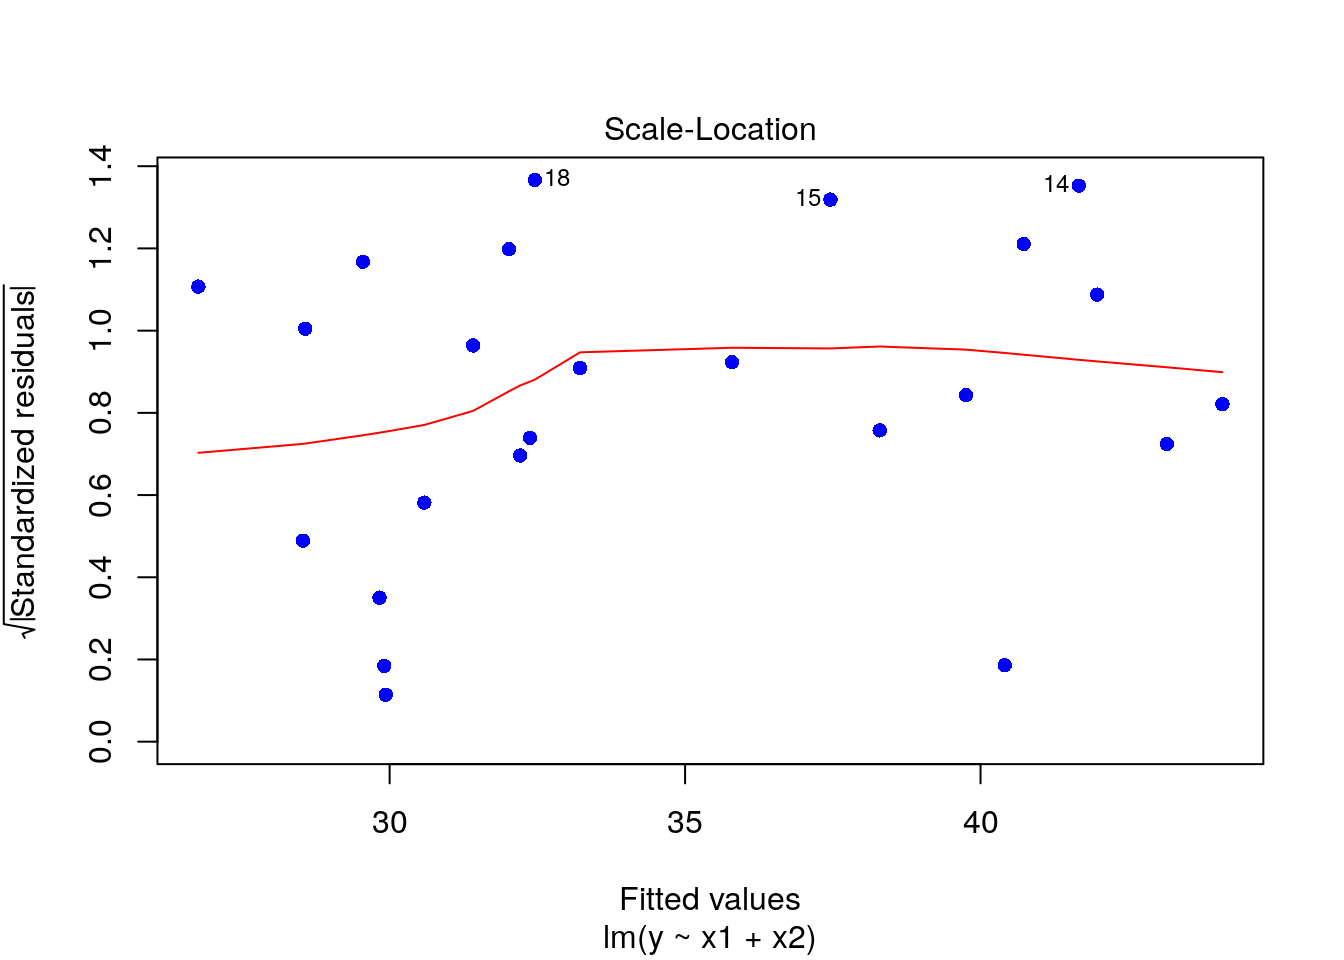 Scale-Location
√|Standardized residuals|
1.4
1.2
1.0
0.8
0.6
0.4
0.2
0.0
18
15
14
30 35 40
Fitted values
lm(y ~ x1 + x2)